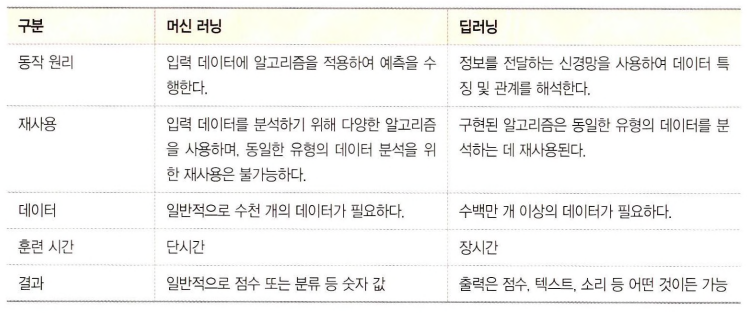 구분 머신 러닝 딥러닝
동작 원리 입력 데이터에 알고리즘을 적용하여 예측을 수 정보를 전달하는 신경망을 사용하여 데이터 특
행한다. 징 및 관계를 해석한다.
재사용 입력 데이터를 분석하기 위해 다양한 알고리즘 구현된 알고리즘은 동일한 유형의 데이터를 분
을 사용하며, 동일한 유형의 데이터 분석을 위 석하는 데 재사용된다.
한 재사용은 불가능하다.
데이터 일반적으로 수천 개의 데이터가 필요하다. 수백만 개 이상의 데이터가 필요하다.
훈련 시간 단시간 장시간
결과 일반적으로 점수 또는 분류 등 숫자 값 출력은 점수, 텍스트, 소리 등 어떤 것이든 가능